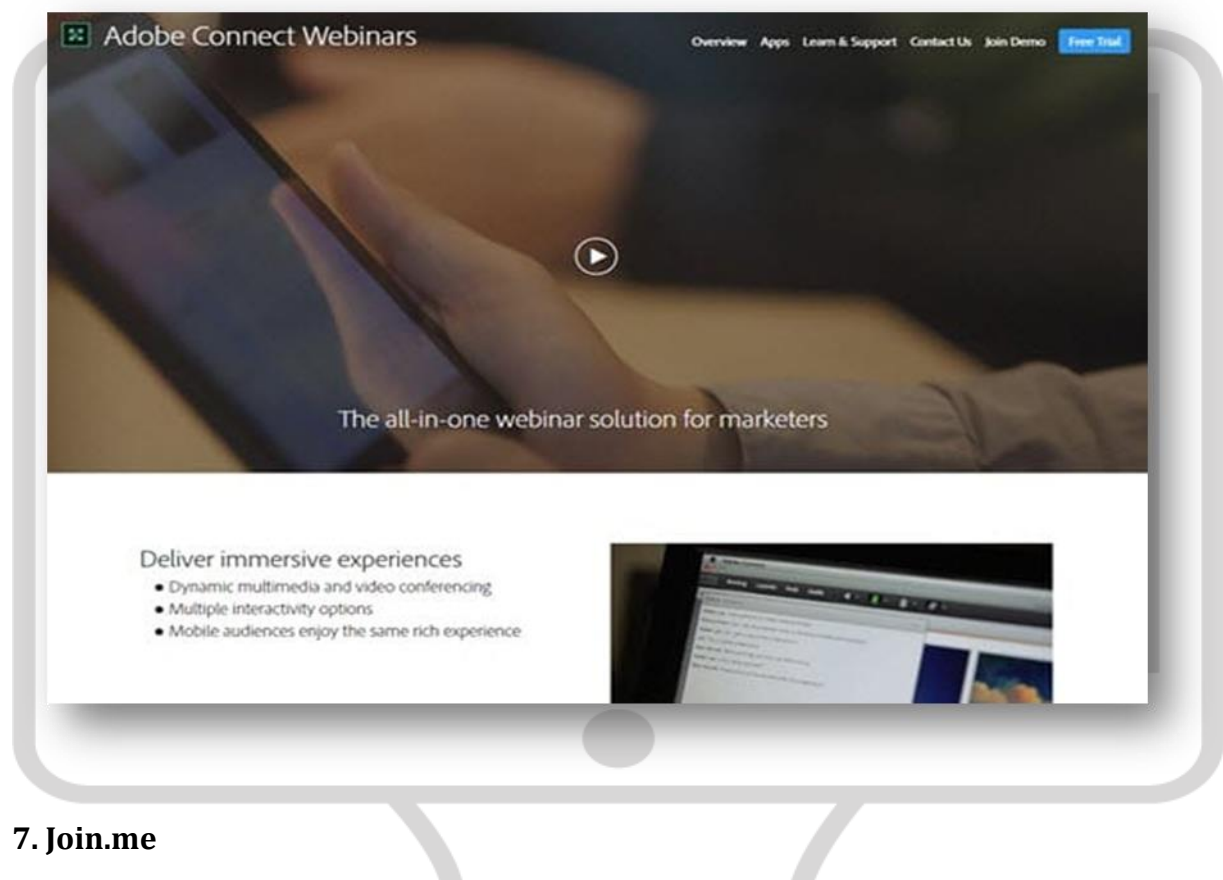 Adobe Connect Webinars
Overview Apps Learn & Support Contact Us Join Demo Free Trial
The all-in-one webinar solution for marketers
Deliver immersive experiences
• Dynamic multimedia and video conferencing
• Multiple interactivity options
• Mobile audiences enjoy the same rich experience
7. Join.me